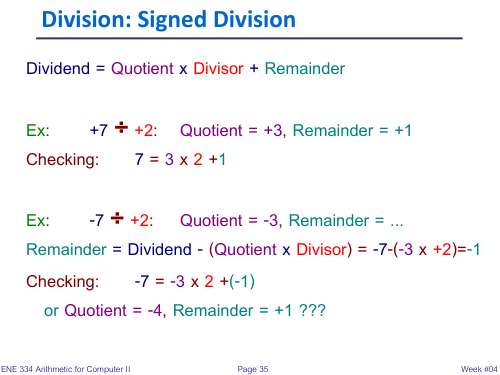 Division: Signed Division
Dividend = Quotient x Divisor + Remainder
Ex: +7 ÷ +2: Quotient = +3, Remainder = +1
Checking: 7 = 3 x 2 +1
Ex: -7 ÷ +2: Quotient = -3, Remainder = ...
Remainder = Dividend - (Quotient x Divisor) = -7-(-3 x +2)=-1
Checking: -7 = -3 x 2 +(-1)
or Quotient = -4, Remainder = +1 ???
ENE 334 Arithmetic for Computer II Page 35 Week #04